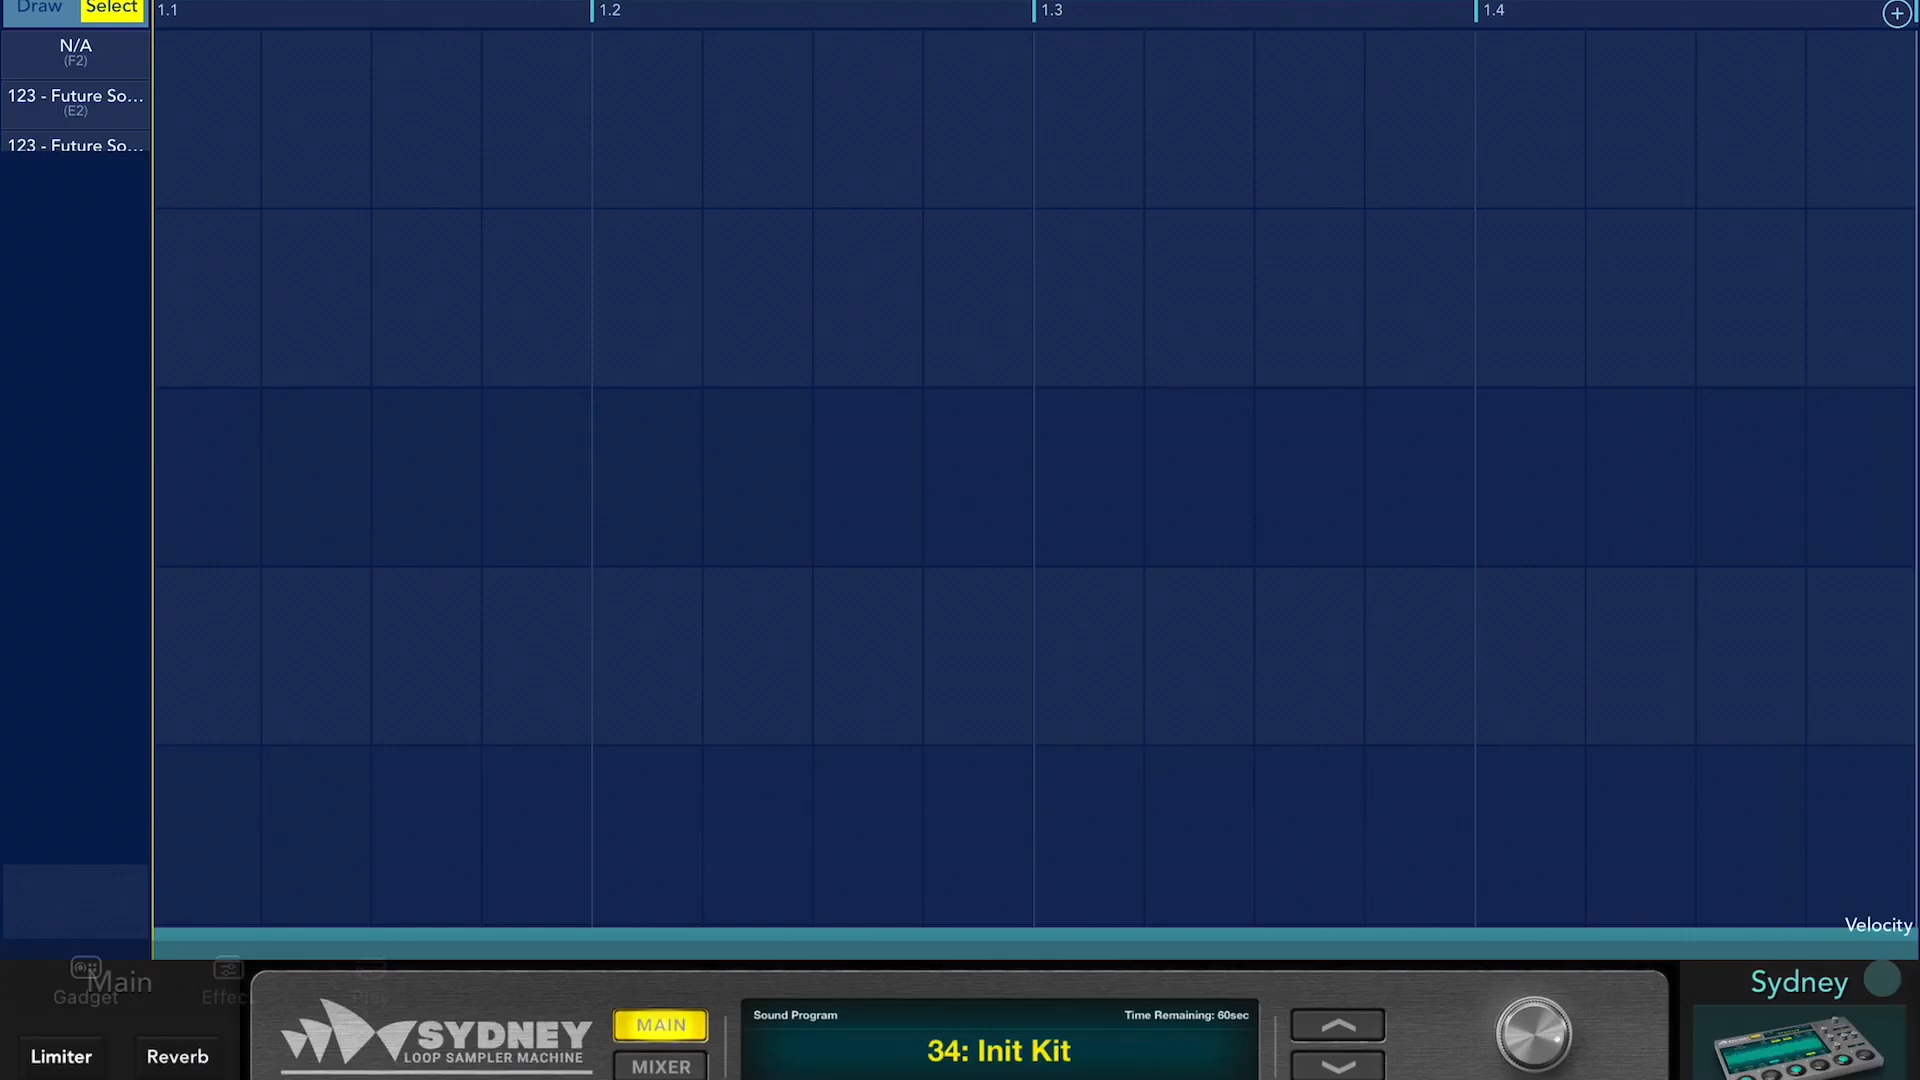 Draw Select 1.1 1.2 1.3 1.4
N/A
(F2)
123 - Future So...
(E2)
123 - Future So...
Velocity
Main
Gadget Effec Play
Limiter Reverb
SYDNEY
LOOP SAMPLER MACHINE
MAIN
MIXER
Sound Program Time Remaining: 60sec
34: Init Kit
Sydney